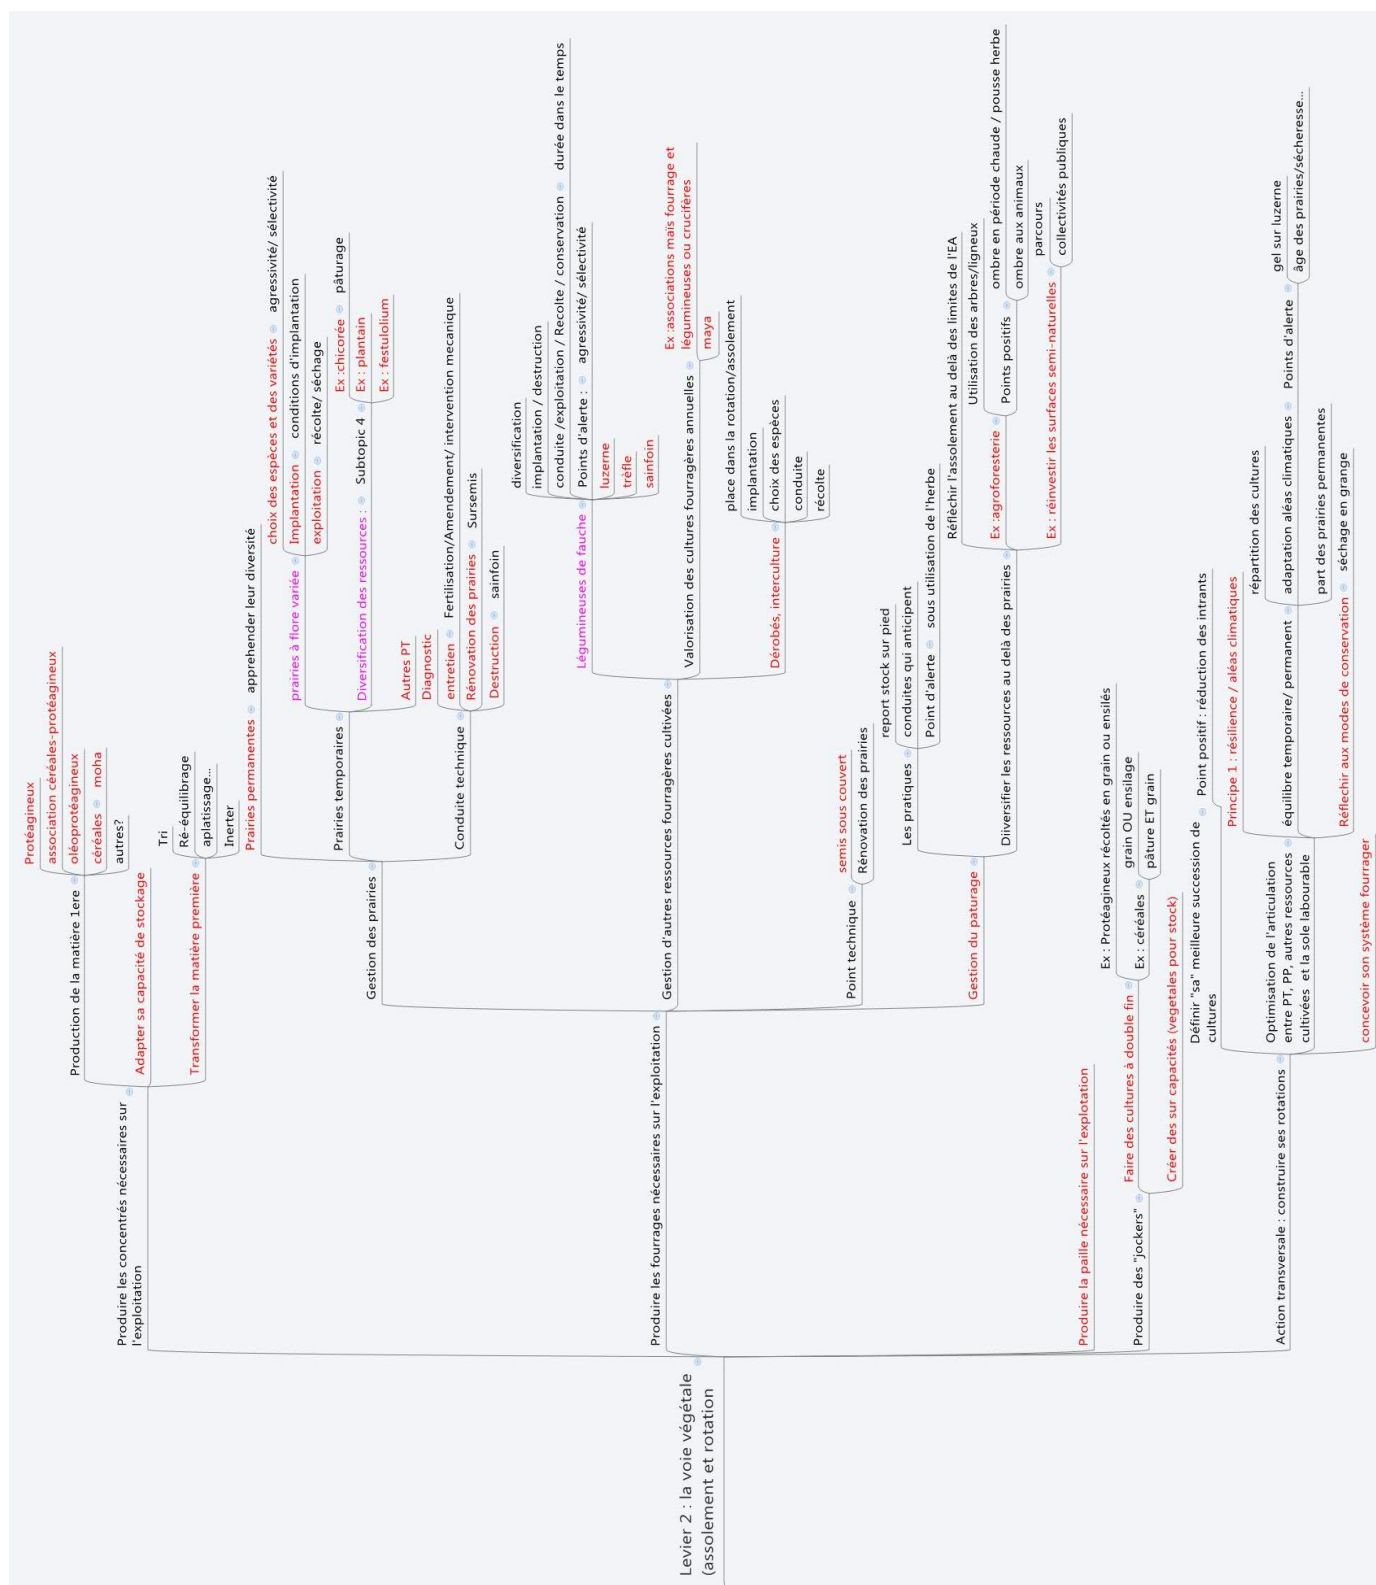 Levier 2 : la voie végétale
(assolement et rotation
Produire les concentrés nécessaires sur
l'exploitation
Production de la matière 1ere
Protéagineux
association céréales-protéagineux
oléoprotéagineux
céréales
moha
autres?
Adapter sa capacité de stockage
Transformer la matière première
Tri
Ré-équilibrage
aplatissage...
Inerter
Produire les fourrages nécessaires sur l'exploitation
Gestion des prairies
Prairies permanentes
apprehender leur diversité
Prairies temporaires
prairies à flore variée
choix des espèces et des variétés
agressivité/ sélectivité
Implantation
conditions d'implantation
exploitation
récolte/ séchage
Diversification des ressources :
Subtopic 4
Ex :chicorée
pâturage
Ex : plantain
Ex : festulolium
Autres PT
Conduite technique
Diagnostic
entretien
Fertilisation/Amendement/ intervention mecanique
Rénovation des prairies
Sursemis
Destruction
sainfoin
Gestion d'autres ressources fourragères cultivées
Légumineuses de fauche
diversification
implantation / destruction
conduite /exploitation / Recolte / conservation
durée dans le temps
Points d'alerte :
agressivité/ sélectivité
luzerne
trèfle
sainfoin
Valorisation des cultures fourragères annuelles
Ex :associations maïs fourrage et
légumineuses ou crucifères
maya
Dérobés, interculture
place dans la rotation/assolement
implantation
choix des espèces
conduite
récolte
Point technique
semis sous couvert
Rénovation des prairies
Gestion du paturage
Les pratiques
report stock sur pied
conduites qui anticipent
Point d'alerte
sous utilisation de l'herbe
Diiversifier les ressources au delà des prairies
Réfléchir l'assolement au delà des limites de l'EA
Ex :agroforesterie
Utilisation des arbres/ligneux
Points positifs
ombre en période chaude / pousse herbe
ombre aux animaux
Ex : réinvestir les surfaces semi-naturelles
parcours
collectivités publiques
Produire la paille nécessaire sur l'explotation
Produire des "jockers"
Faire des cultures à double fin
Ex : Protéagineux récoltés en grain ou ensilés
Ex : céréales
grain OU ensilage
pâture ET grain
Créer des sur capacités (vegetales pour stock)
Action transversale : construire ses rotations
Définir "sa" meilleure succession de
cultures
Point positif : réduction des intrants
Optimisation de l'articulation
entre PT, PP, autres ressources
cultivées et la sole labourable
Principe 1 : résilience / aléas climatiques
équilibre temporaire/ permanent
répartition des cultures
adaptation aléas climatiques
Points d'alerte
gel sur luzerne
âge des prairies/sécheresse...
part des prairies permanentes
Réflechir aux modes de conservation
séchage en grange
concevoir son système fourrager